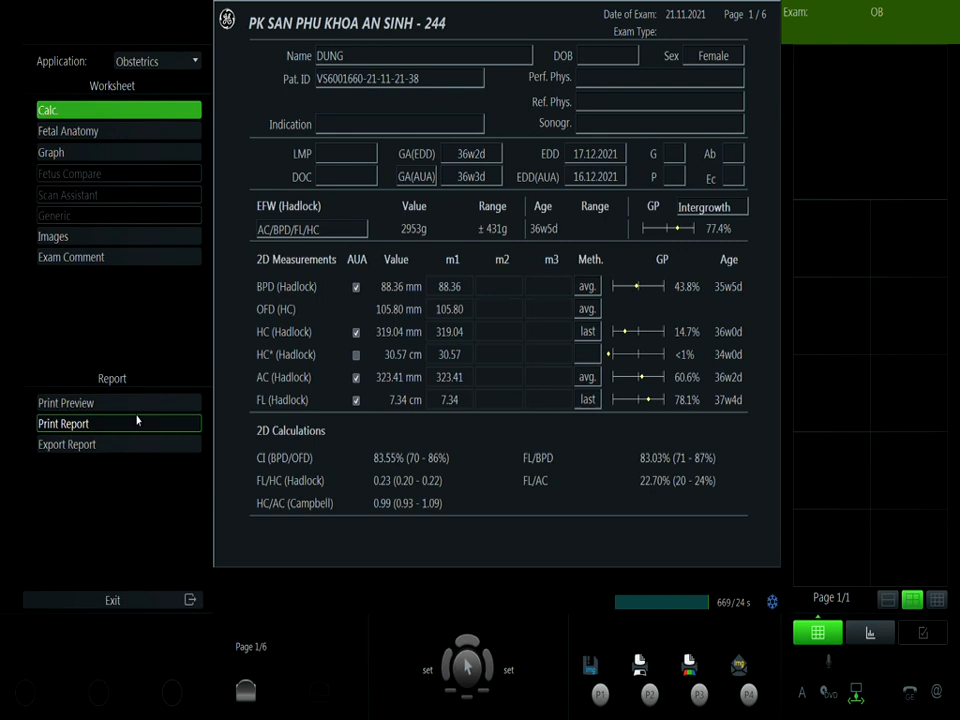 PK SAN PHU KHOA AN SINH - 244
Date of Exam: 21.11.2021 Page 1 / 6
Exam Type:
Exam: OB
Application: Obstetrics
Worksheet
Calc.
Fetal Anatomy
Graph
Fetus Compare
Scan Assistant
Generic
Images
Exam Comment
Report
Print Preview
Print Report
Export Report
Exit
Name DUNG DOB Sex Female
Pat. ID VS6001660-21-11-21-38 Perf. Phys.
Ref. Phys.
Indication Sonogr.
LMP GA(EDD) 36w2d EDD 17.12.2021 G Ab
DOC GA(AUA) 36w3d EDD(AUA) 16.12.2021 P Ec
EFW (Hadlock) Value Range Age Range GP Intergrowth
AC/BPD/FL/HC 2953g ± 431g 36w5d 77.4%
2D Measurements AUA Value m1 m2 m3 Meth. GP Age
BPD (Hadlock) 88.36 mm 88.36 avg. 43.8% 35w5d
OFD (HC) 105.80 mm 105.80 avg.
HC (Hadlock) 319.04 mm 319.04 last 14.7% 36w0d
HC* (Hadlock) 30.57 cm 30.57 <1% 34w0d
AC (Hadlock) 323.41 mm 323.41 avg. 60.6% 36w2d
FL (Hadlock) 7.34 cm 7.34 last 78.1% 37w4d
2D Calculations
CI (BPD/OFD) 83.55% (70 - 86%) FL/BPD 83.03% (71 - 87%)
FL/HC (Hadlock) 0.23 (0.20 - 0.22) FL/AC 22.70% (20 - 24%)
HC/AC (Campbell) 0.99 (0.93 - 1.09)
669/24 s
Page 1/1
Page 1/6
set set
Img
P1 P2 P3 P4
A DVD @